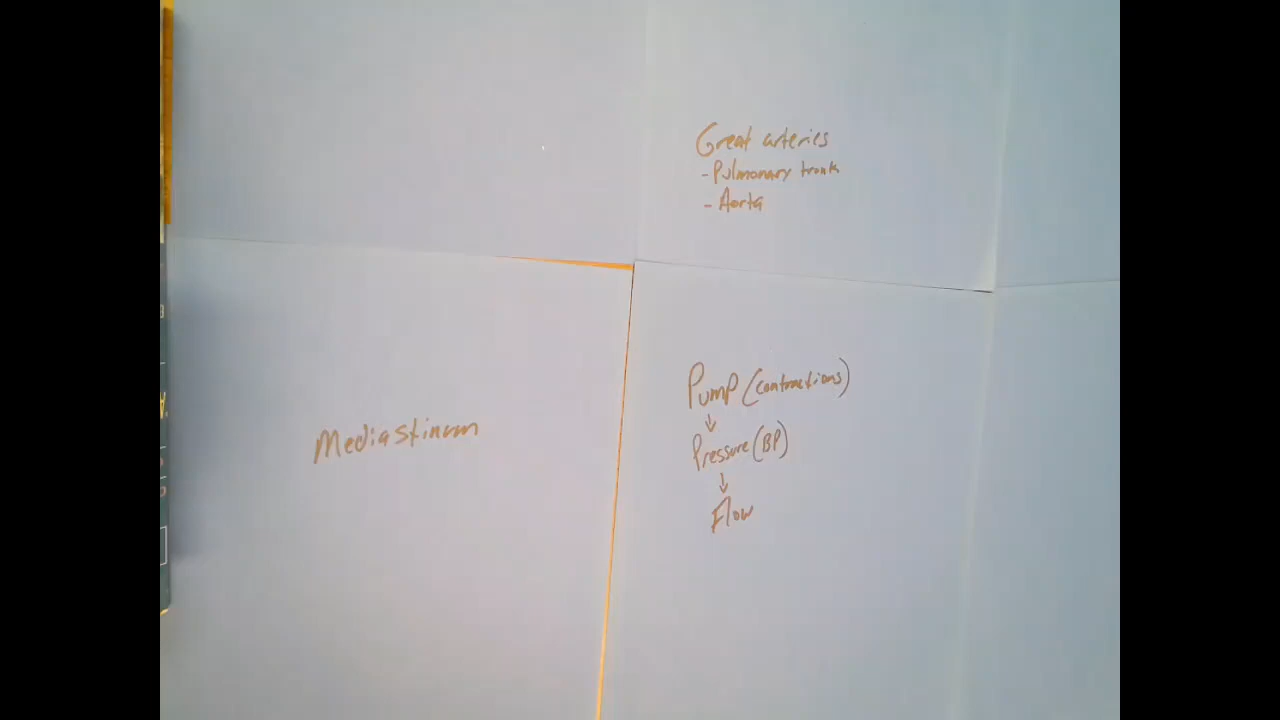 Great arteries
- Pulmonary trunk
- Aorta
Mediastinum
Pump (contractions)
↓
Pressure (BP)
↓
Flow